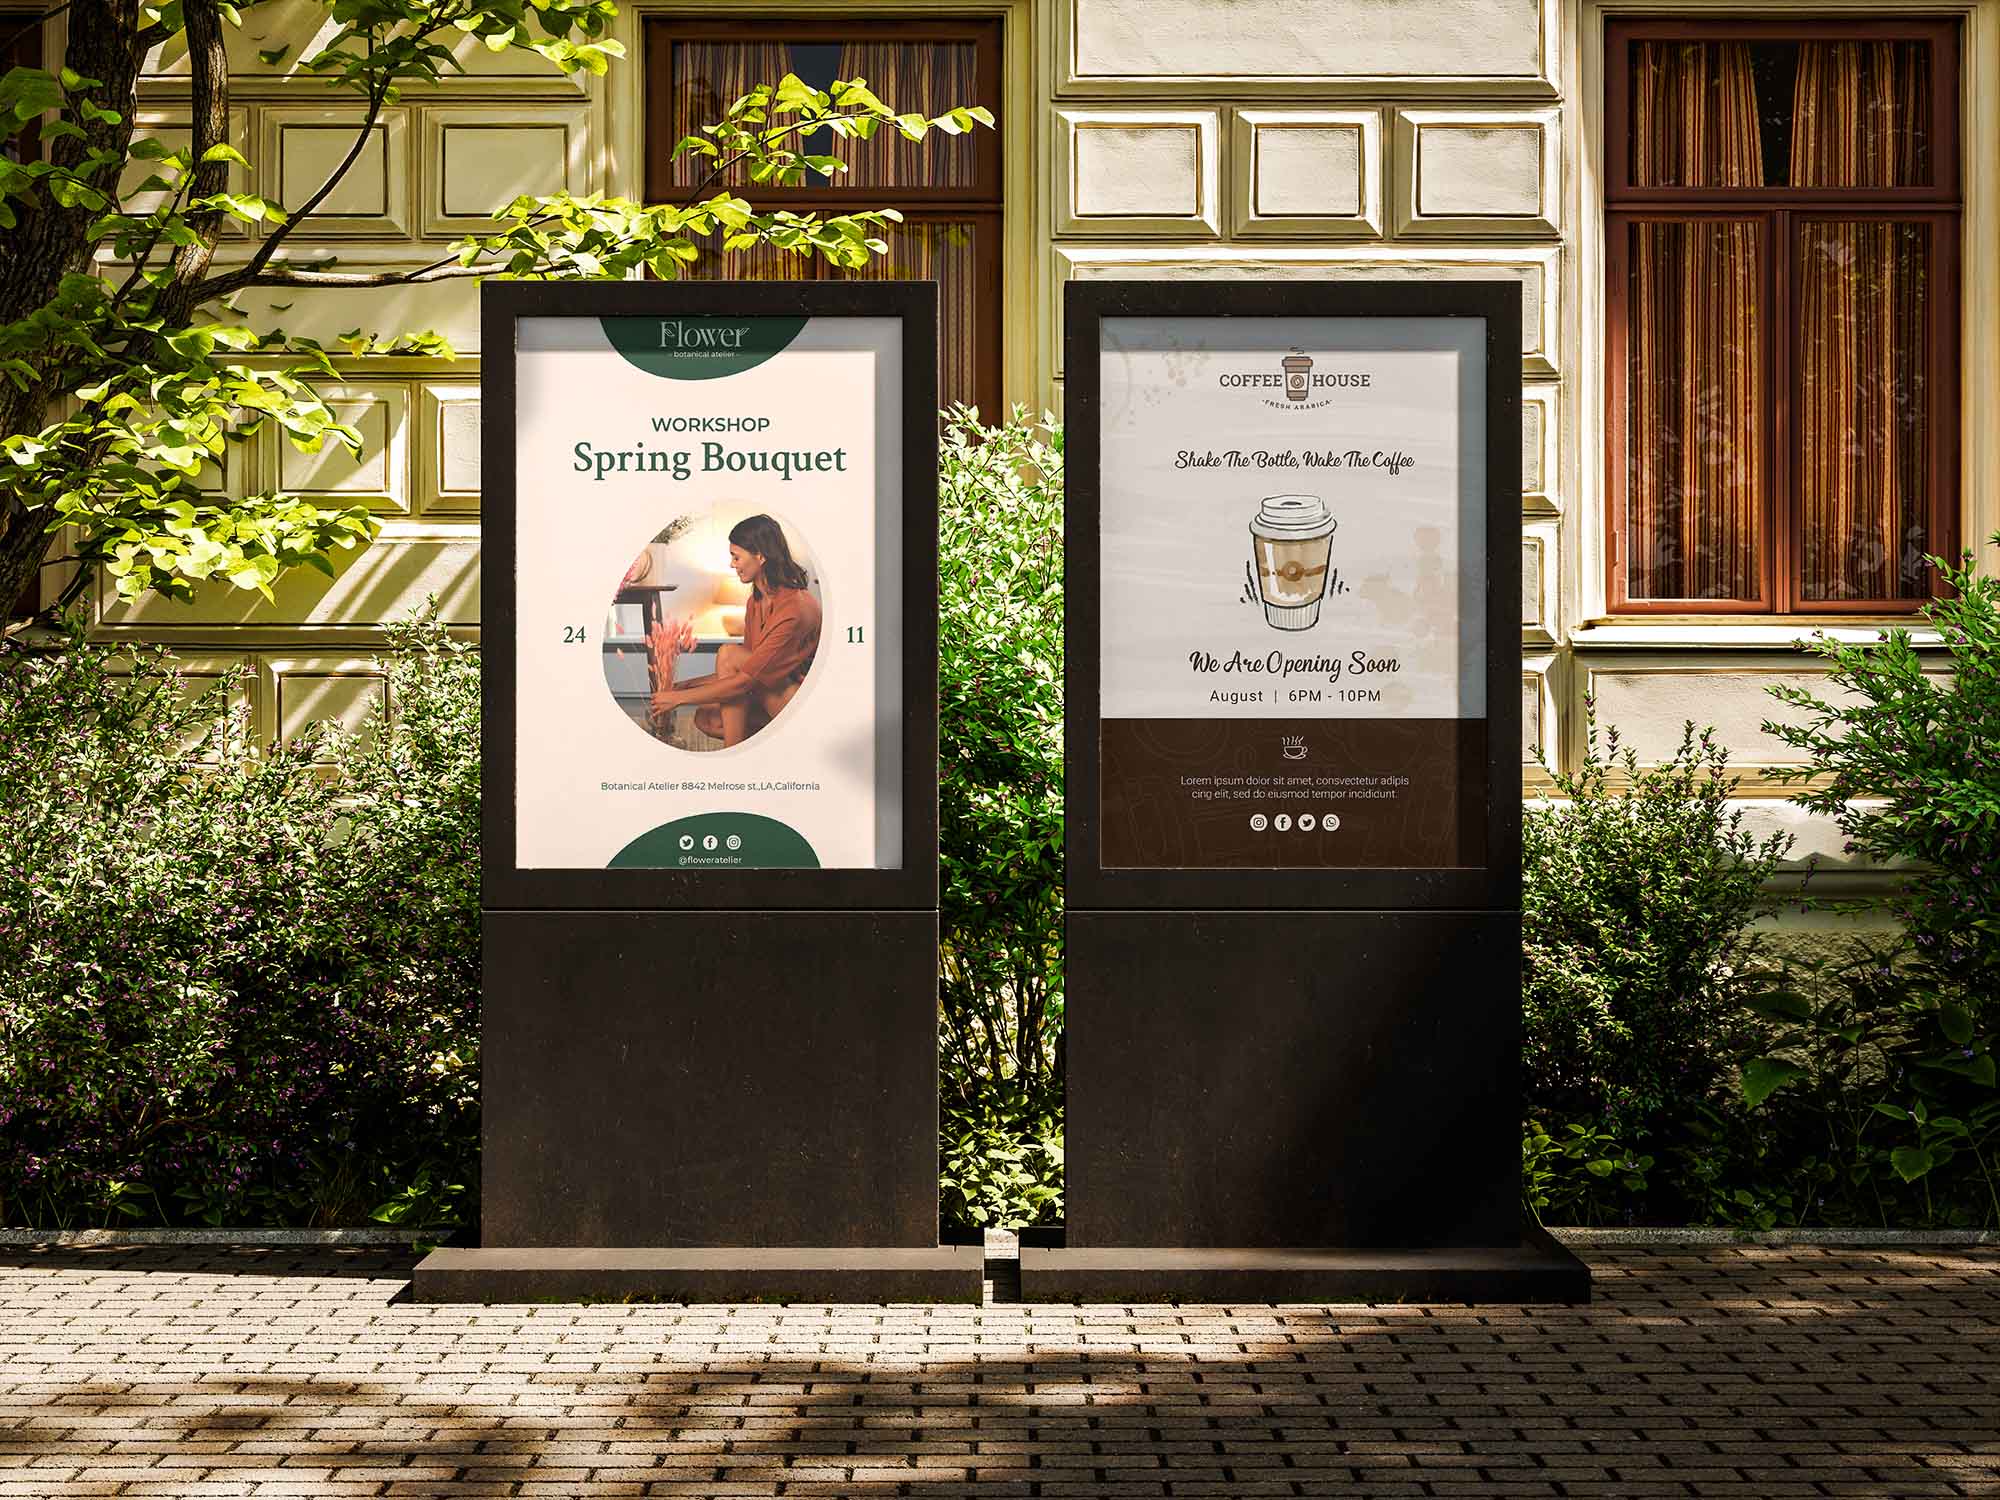 Flower
- botanical atelier -
WORKSHOP
Spring Bouquet
24
11
Botanical Atelier 8842 Melrose st.,LA,California
@floweratelier
COFFEE HOUSE
•FRESH ARABICA•
Shake The Bottle, Wake The Coffee
We Are Opening Soon
August | 6PM - 10PM
Lorem ipsum dolor sit amet, consvectetur adipis
cing elit, sed do eiusmod tempor incididunt.